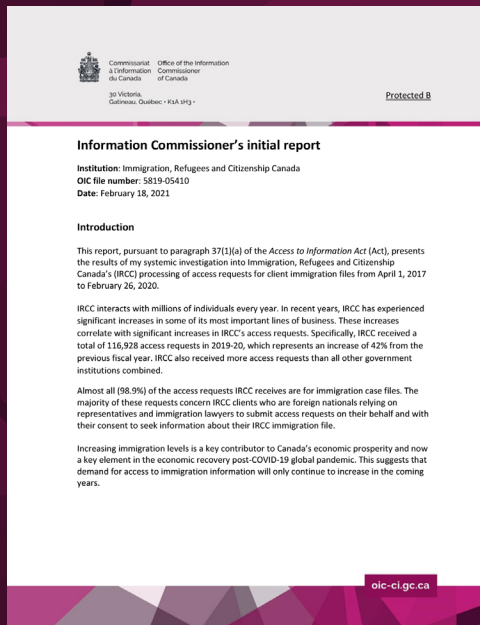 Commissariat
à l'information
du Canada
Office of the Information
Commissioner
of Canada
30 Victoria,
Gatineau, Québec • K1A 1H3 •
Protected B
Information Commissioner's initial report
Institution: Immigration, Refugees and Citizenship Canada
OIC file number: 5819-05410
Date: February 18, 2021
Introduction
This report, pursuant to paragraph 37(1)(a) of the Access to Information Act (Act), presents
the results of my systemic investigation into Immigration, Refugees and Citizenship
Canada's (IRCC) processing of access requests for client immigration files from April 1, 2017
to February 26, 2020.
IRCC interacts with millions of individuals every year. In recent years, IRCC has experienced
significant increases in some of its most important lines of business. These increases
correlate with significant increases in IRCC's access requests. Specifically, IRCC received a
total of 116,928 access requests in 2019-20, which represents an increase of 42% from the
previous fiscal year. IRCC also received more access requests than all other government
institutions combined.
Almost all (98.9%) of the access requests IRCC receives are for immigration case files. The
majority of these requests concern IRCC clients who are foreign nationals relying on
representatives and immigration lawyers to submit access requests on their behalf and with
their consent to seek information about their IRCC immigration file.
Increasing immigration levels is a key contributor to Canada's economic prosperity and now
a key element in the economic recovery post-COVID-19 global pandemic. This suggests that
demand for access to immigration information will only continue to increase in the coming
years.
oic-ci.gc.ca